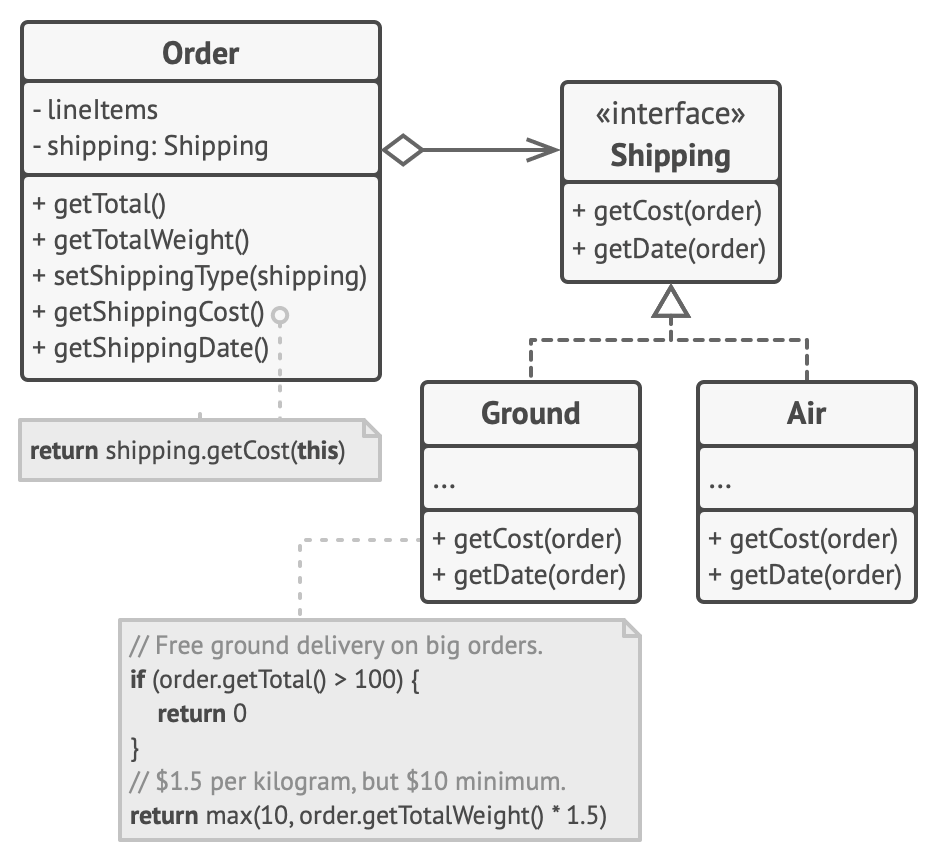 Order
- lineItems
- shipping: Shipping
+ getTotal()
+ getTotalWeight()
+ setShippingType(shipping)
+ getShippingCost()
+ getShippingDate()
return shipping.getCost(this)
«interface»
Shipping
+ getCost(order)
+ getDate(order)
Ground
...
+ getCost(order)
+ getDate(order)
Air
...
+ getCost(order)
+ getDate(order)
// Free ground delivery on big orders.
if (order.getTotal() > 100) {
return 0
}
// $1.5 per kilogram, but $10 minimum.
return max(10, order.getTotalWeight() * 1.5)